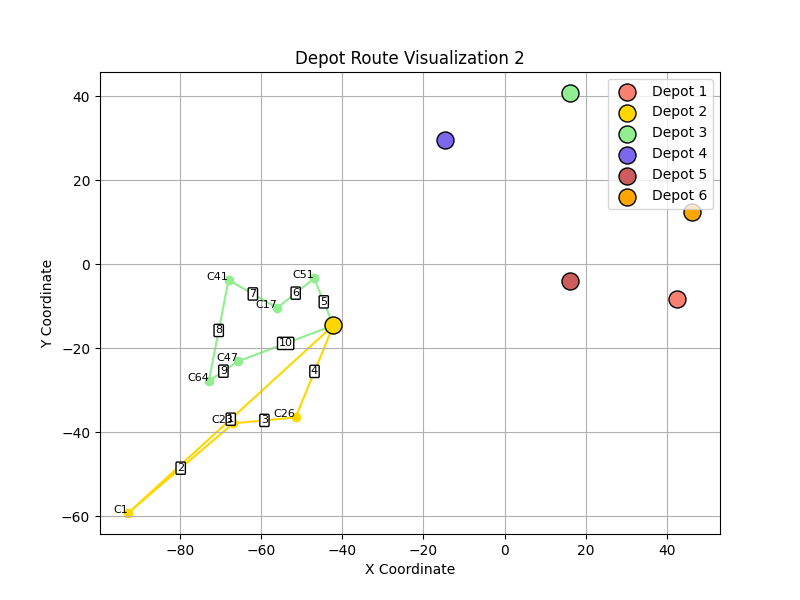 Depot Route Visualization 2
Depot 1
Depot 2
Depot 3
Depot 4
Depot 5
Depot 6
40
20
0
−20
−40
−60
Y Coordinate
C41
C51
7
6
C17
5
8
10
C47
9
C64
4
C26
3
2
C1
−80
−60
−40
−20
0
20
40
X Coordinate